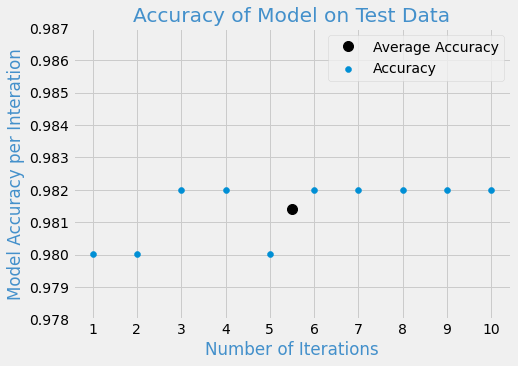 Accuracy of Model on Test Data
Model Accuracy per Interation
0.987
0.986
0.985
0.984
0.983
0.982
0.981
0.980
0.979
0.978
Average Accuracy
Accuracy
1 2 3 4 5 6 7 8 9 10
Number of Iterations